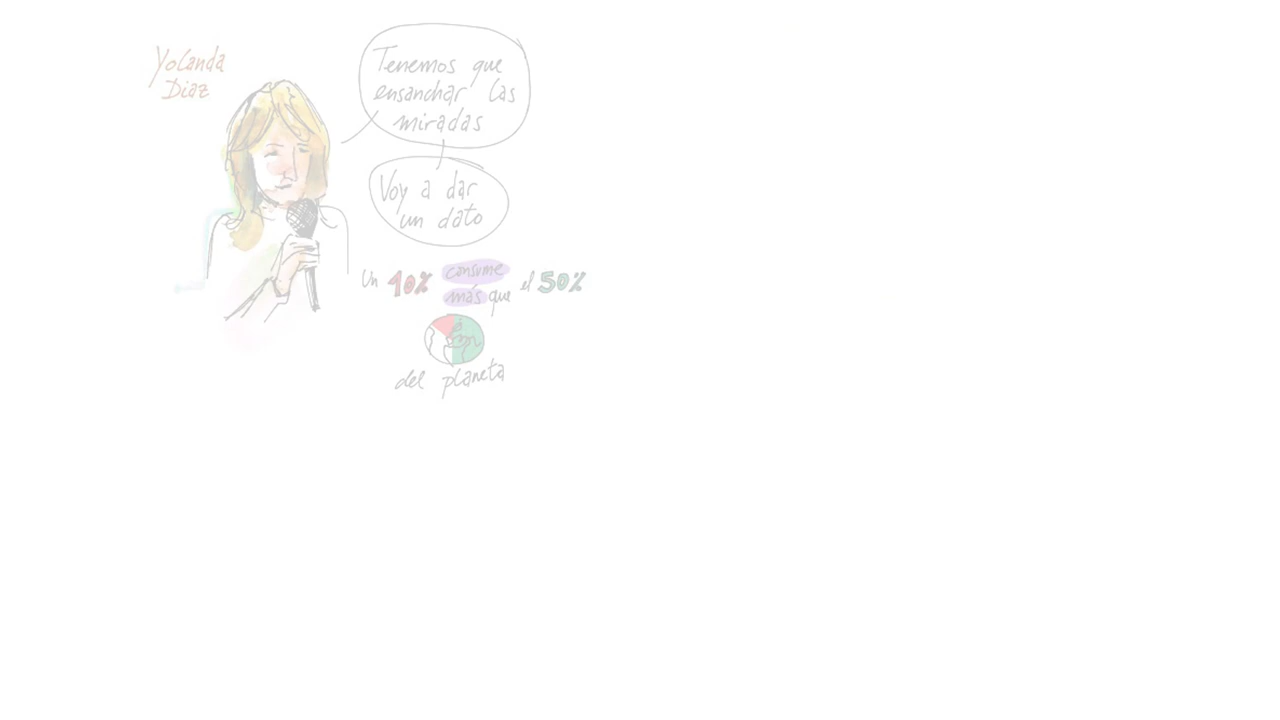 Yolanda
Diaz
Tenemos que
ensanchar las
miradas
Voy a dar
un dato
Un 10% consume
más que el 50%
del planeta